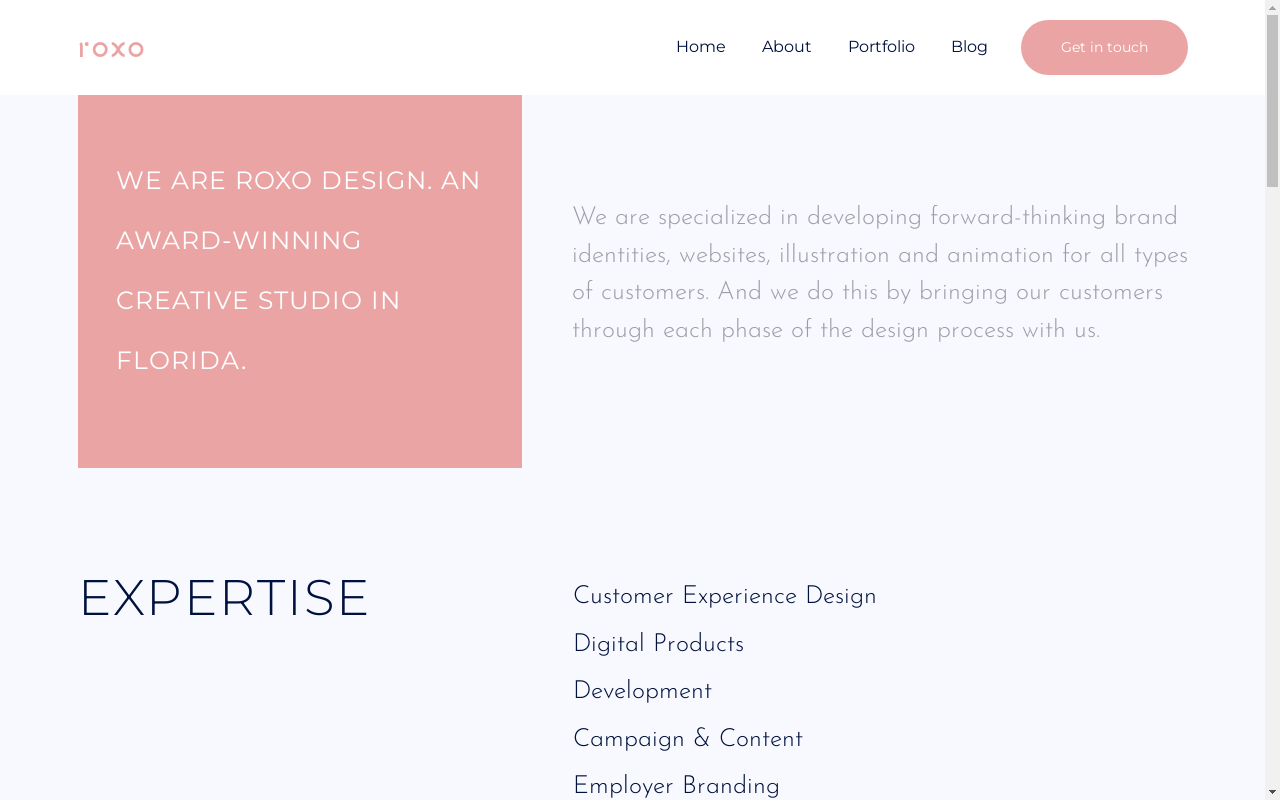 roxo
Home
About
Portfolio
Blog
Get in touch
WE ARE ROXO DESIGN. AN
AWARD-WINNING
CREATIVE STUDIO IN
FLORIDA.
We are specialized in developing forward-thinking brand
identities, websites, illustration and animation for all types
of customers. And we do this by bringing our customers
through each phase of the design process with us.
EXPERTISE
Customer Experience Design
Digital Products
Development
Campaign & Content
Employer Branding